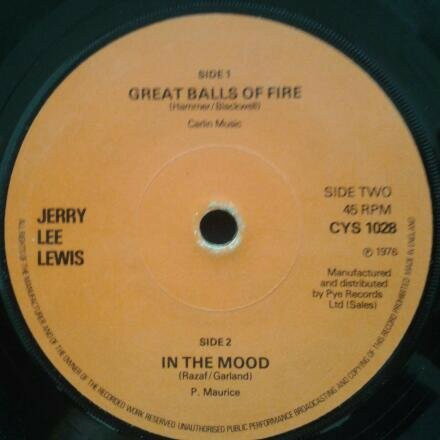 SIDE 1
GREAT BALLS OF FIRE
(Hammer/Blackwell)
Carlin Music
JERRY
LEE
LEWIS
SIDE TWO
45 RPM
CYS 1028
℗ 1976
Manufactured
and distributed
by Pye Records
Ltd (Sales)
SIDE 2
IN THE MOOD
(Razaf/Garland)
P. Maurice
ALL RIGHTS OF THE MANUFACTURER AND OF THE OWNER OF THE RECORDED WORK RESERVED UNAUTHORISED PUBLIC PERFORMANCE BROADCASTING AND COPYING OF THIS RECORD PROHIBITED MADE IN ENGLAND